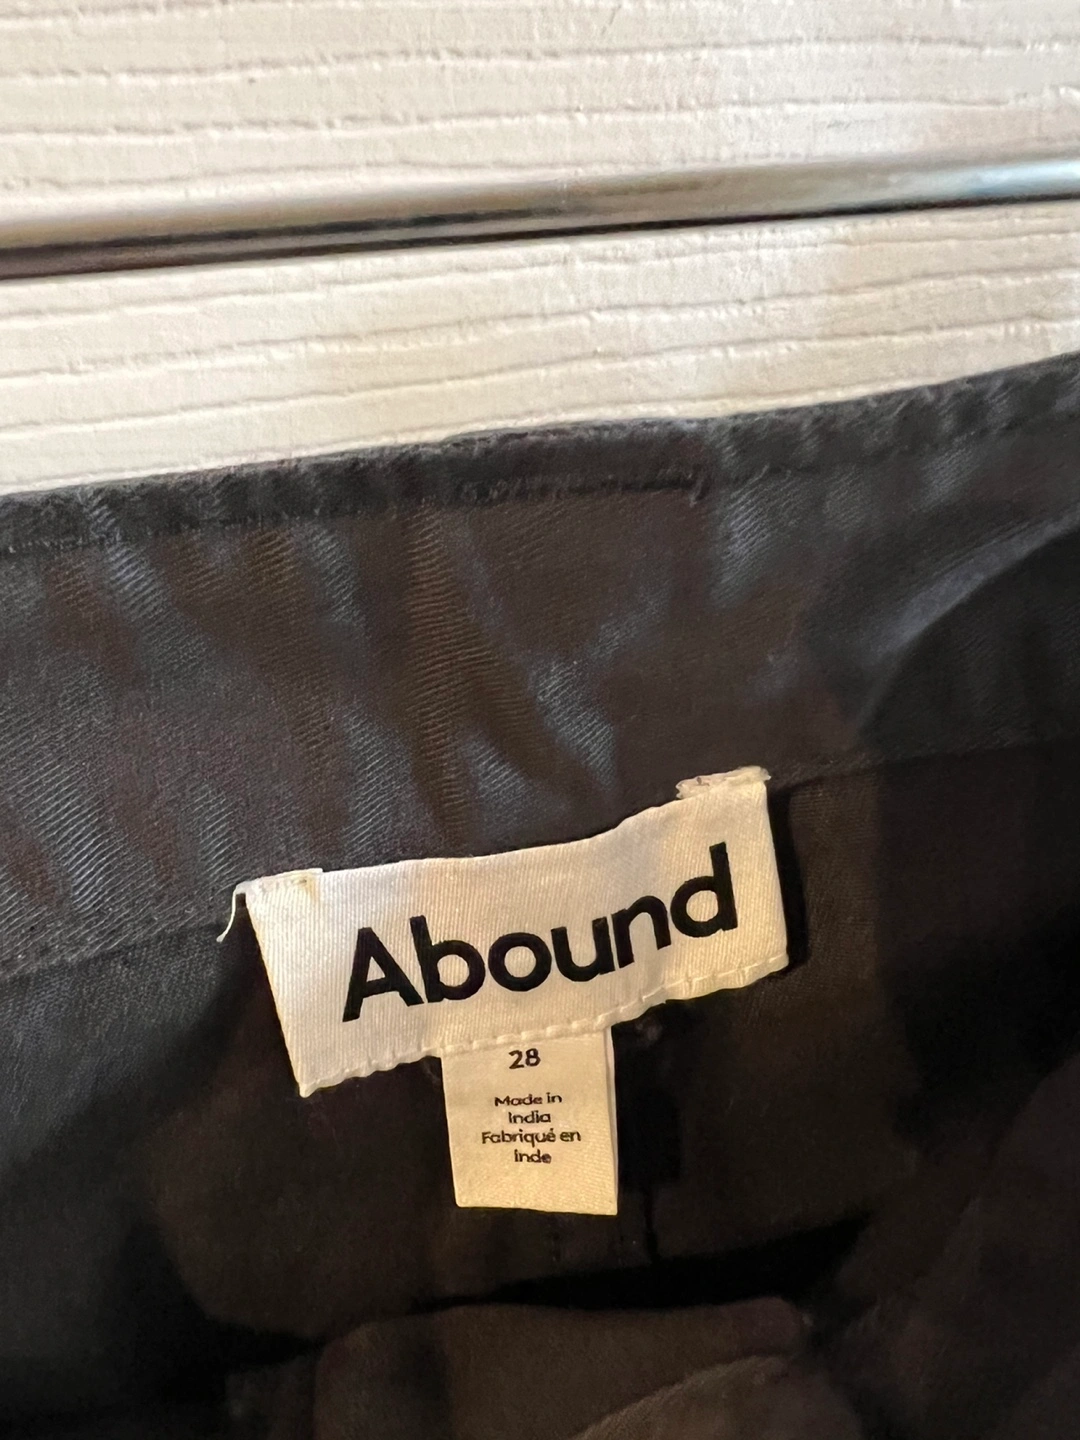 Abound
28
Made in
India
Fabriqué en
Inde